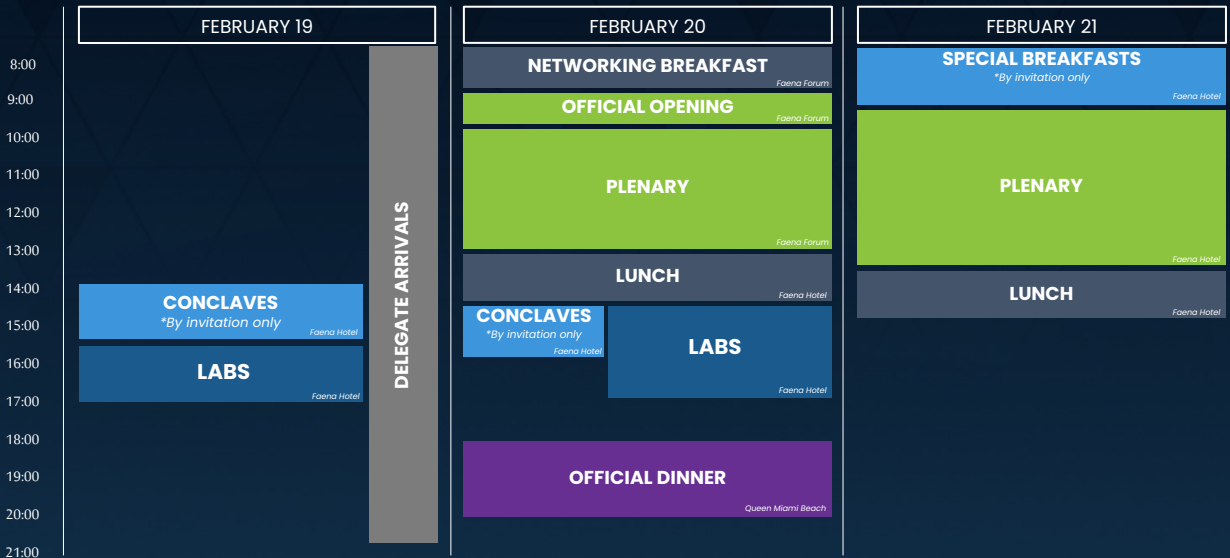 FEBRUARY 19
FEBRUARY 20
FEBRUARY 21
8:00
9:00
10:00
11:00
12:00
13:00
14:00
15:00
16:00
17:00
18:00
19:00
20:00
21:00
CONCLAVES
*By invitation only
Faena Hotel
LABS
Faena Hotel
DELEGATE ARRIVALS
NETWORKING BREAKFAST
Faena Forum
OFFICIAL OPENING
Faena Forum
PLENARY
Faena Forum
LUNCH
Faena Hotel
CONCLAVES
*By invitation only
Faena Hotel
LABS
Faena Hotel
OFFICIAL DINNER
Queen Miami Beach
SPECIAL BREAKFASTS
*By invitation only
Faena Hotel
PLENARY
Faena Hotel
LUNCH
Faena Hotel